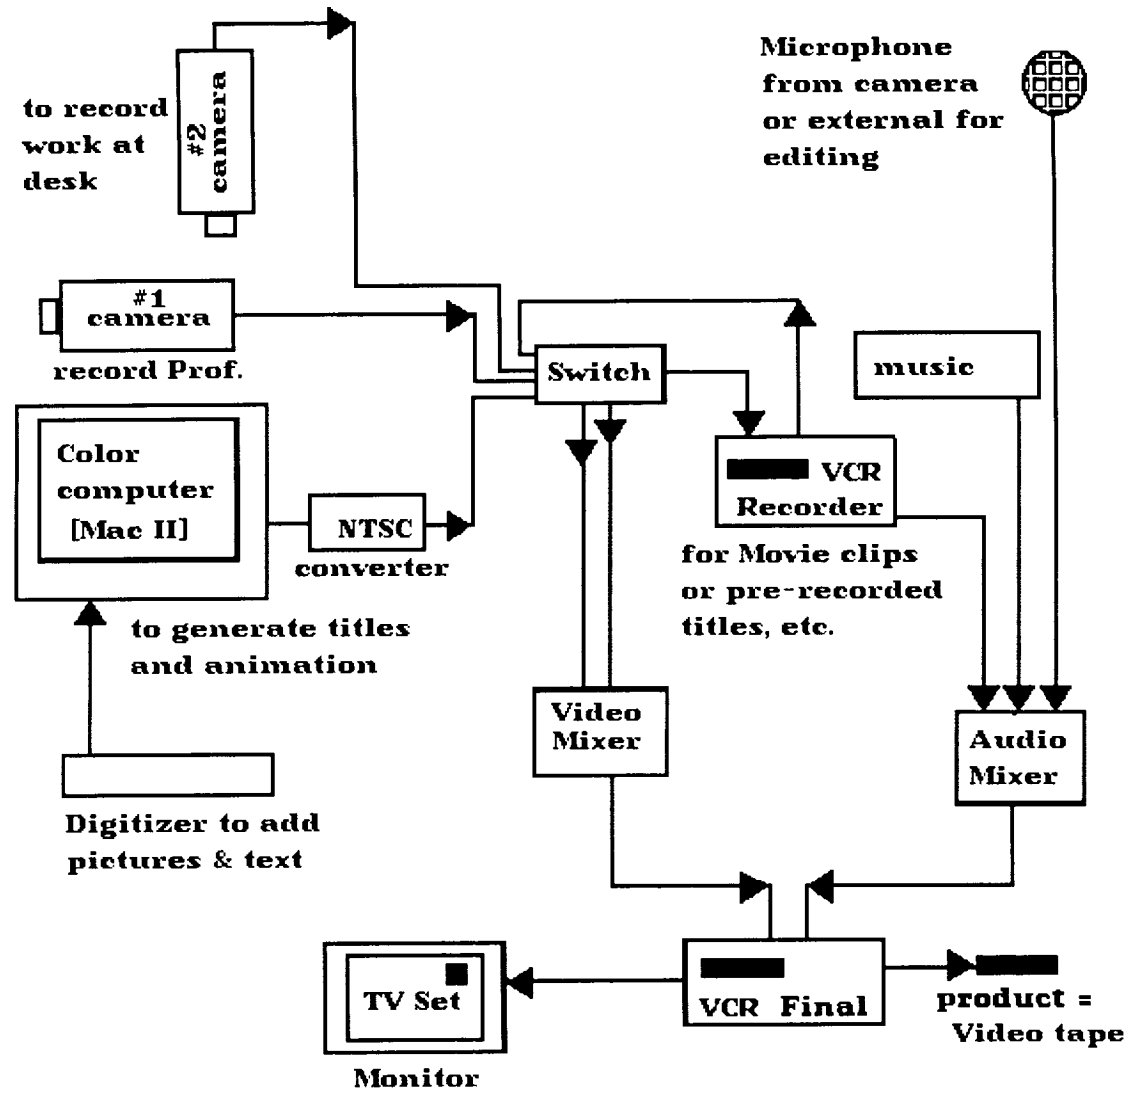 Microphone
from camera
or external for
editing
to record
work at
desk
#2
camera
#1
camera
record Prof.
Switch
music
Color
computer
[Mac II]
NTSC
converter
VCR
Recorder
for Movie clips
or pre-recorded
titles, etc.
to generate titles
and animation
Video
Mixer
Audio
Mixer
Digitizer to add
pictures & text
TV Set
Monitor
VCR Final
product =
Video tape